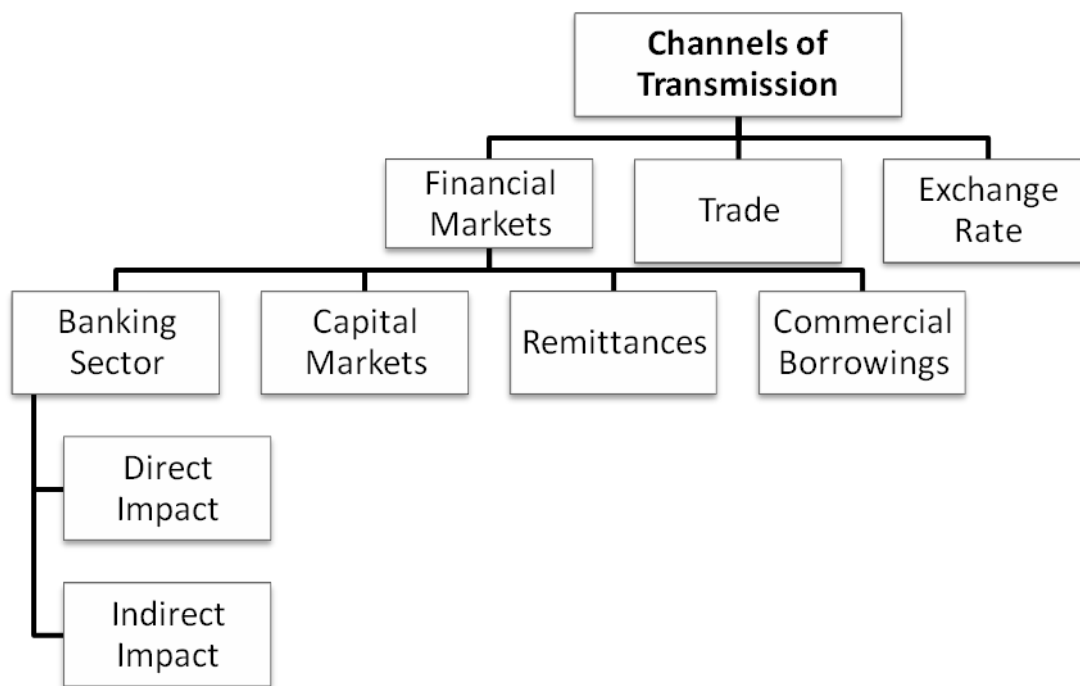 Channels of
Transmission
Financial
Markets
Trade
Exchange
Rate
Banking
Sector
Capital
Markets
Remittances
Commercial
Borrowings
Direct
Impact
Indirect
Impact